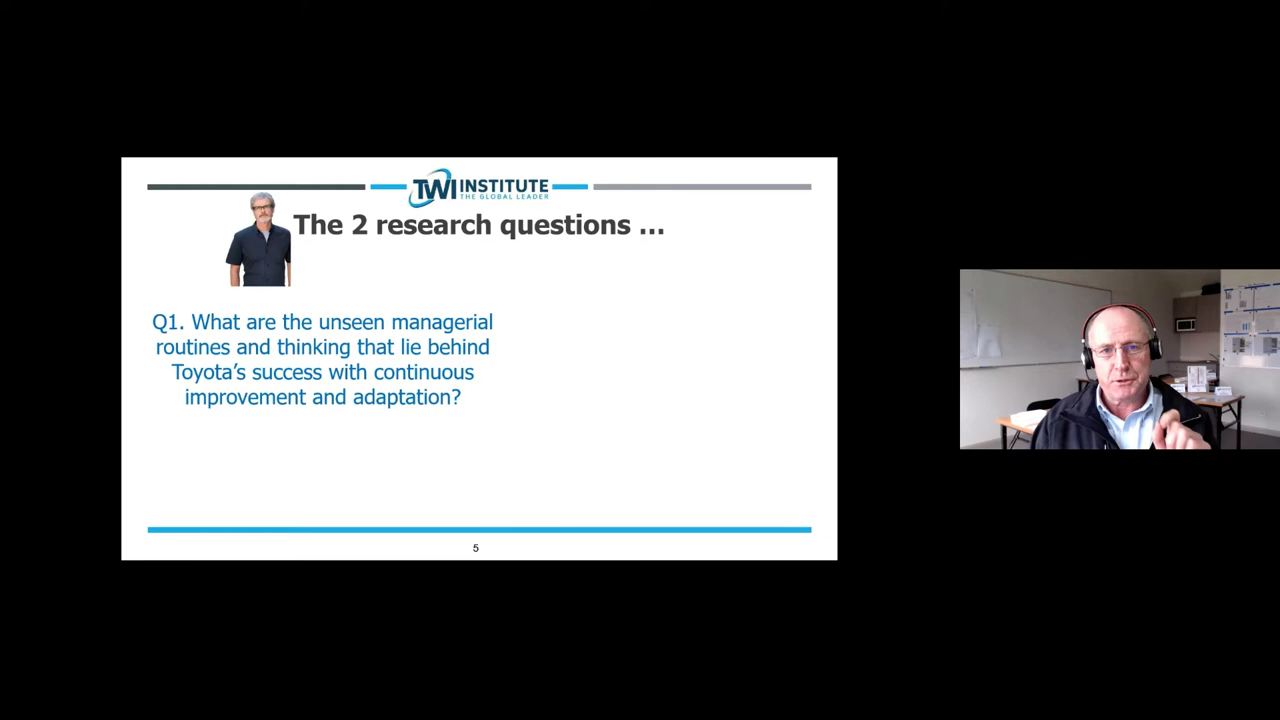 TWI INSTITUTE
THE GLOBAL LEADER
The 2 research questions ...
Q1. What are the unseen managerial
routines and thinking that lie behind
Toyota’s success with continuous
improvement and adaptation?
5